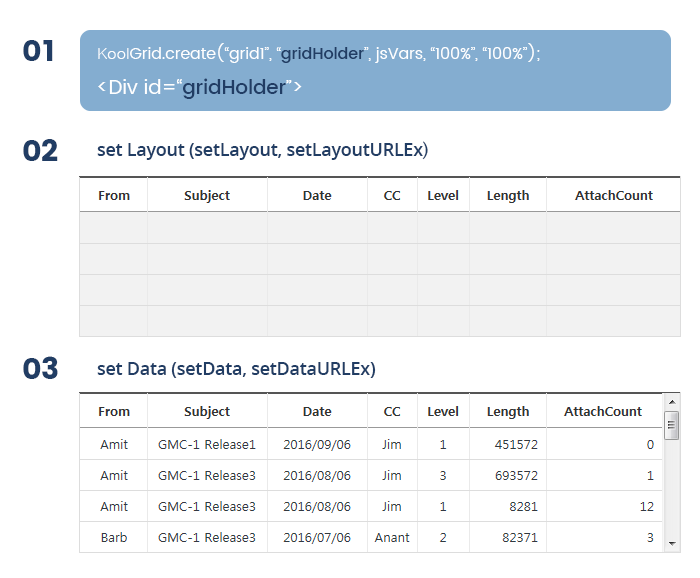 01
KoolGrid.create(“grid1”, “gridHolder”, jsVars, “100%”, “100%”);
<Div id=“gridHolder”>
02
set Layout (setLayout, setLayoutURLEx)
From Subject Date CC Level Length AttachCount
03
set Data (setData, setDataURLEx)
From Subject Date CC Level Length AttachCount
Amit GMC-1 Release1 2016/09/06 Jim 1 451572 0
Amit GMC-1 Release3 2016/08/06 Jim 3 693572 1
Amit GMC-1 Release3 2016/08/06 Jim 1 8281 12
Barb GMC-1 Release3 2016/07/06 Anant 2 82371 3